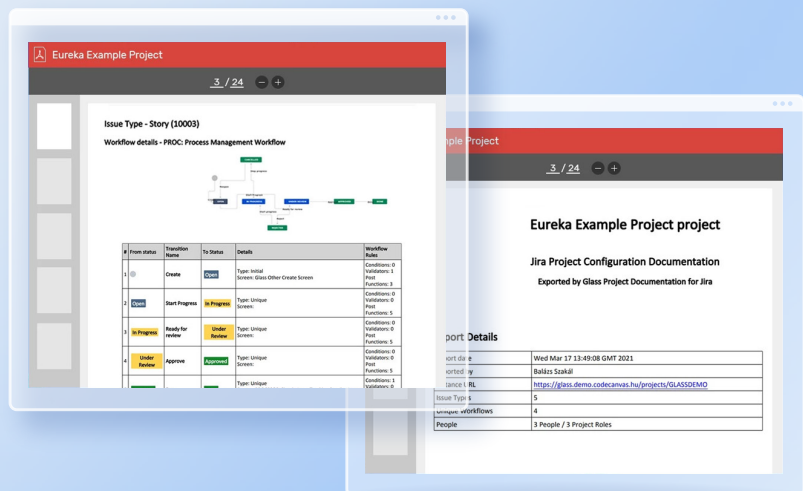 Eureka Example Project
3 / 24
Issue Type - Story (10003)
Workflow details - PROC: Process Management Workflow
# From status Transition Name To Status Details Workflow Rules
1 Create Open Type: Initial
Screen: Glass Other Create Screen
Conditions: 0
Validators: 1
Post
Functions: 3
2 Open Start Progress In Progress Type: Unique
Screen:
Conditions: 0
Validators: 0
Post
Functions: 5
3 In Progress Ready for review Under Review Type: Unique
Screen:
Conditions: 0
Validators: 0
Post
Functions: 5
4 Under Review Approve Approved Type: Unique
Screen:
Conditions: 0
Validators: 0
Post
Functions: 5
Type: Unique
Conditions: 1
Validators: 0
mple Project
3 / 24
Eureka Example Project project
Jira Project Configuration Documentation
Exported by Glass Project Documentation for Jira
port Details
port date Wed Mar 17 13:49:08 GMT 2021
ported by Balázs Szakál
tance URL https://glass.demo.codecanvas.hu/projects/GLASSDEMO
Issue Types 5
Unique Workflows 4
People 3 People / 3 Project Roles